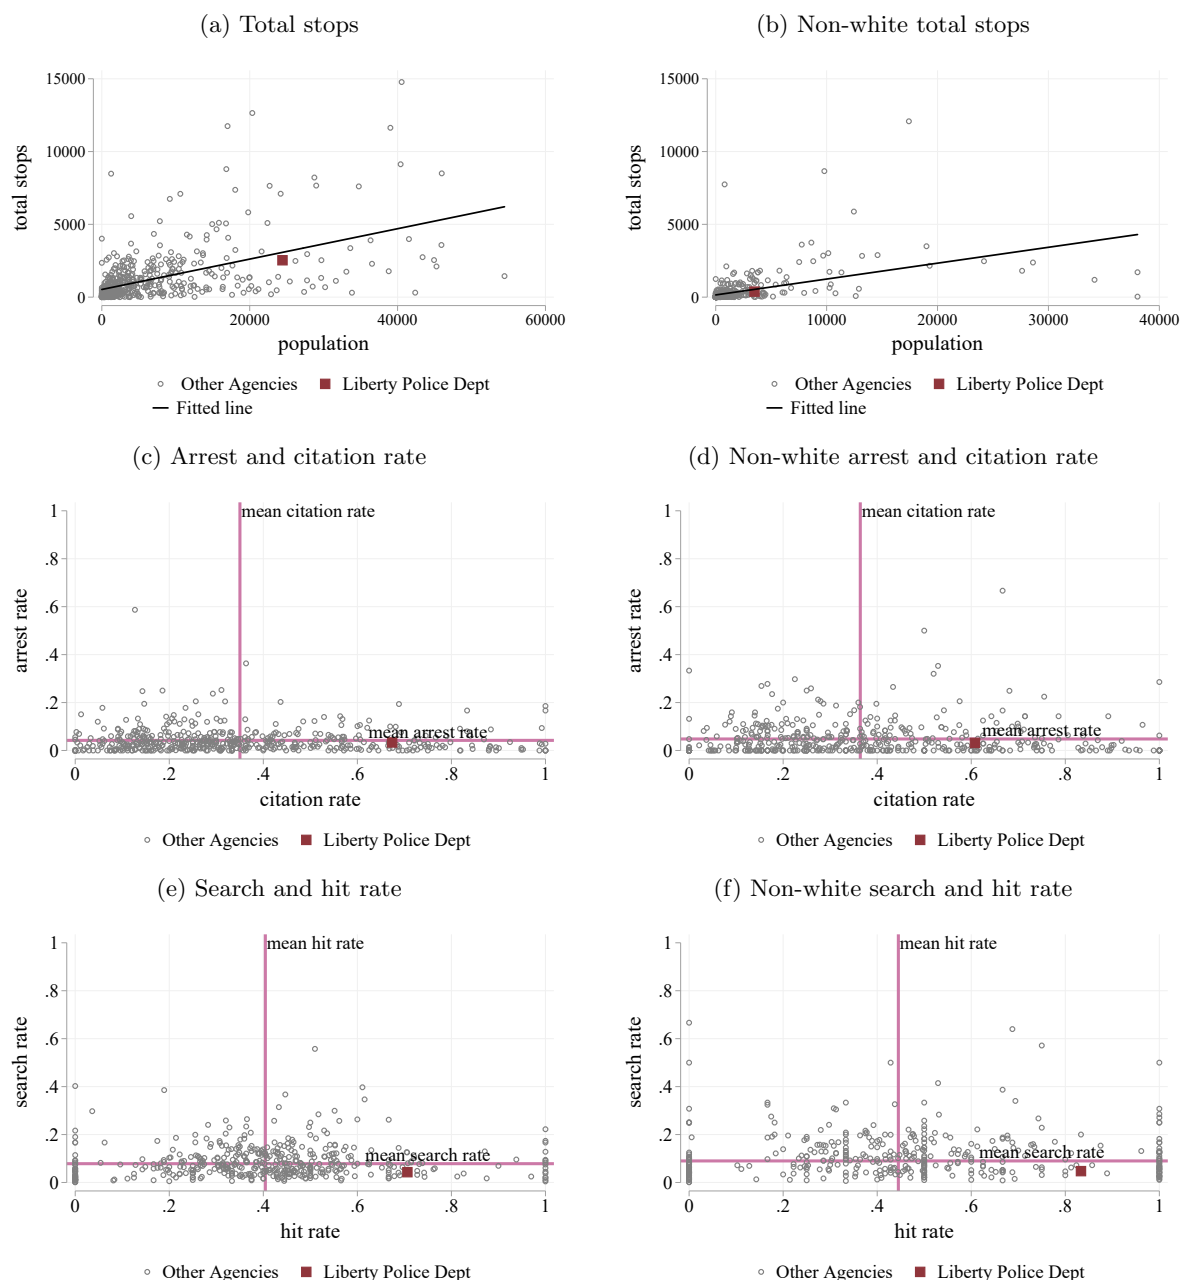 (a) Total stops
15000
10000
5000
0
total stops
0 20000 40000 60000
population
Other Agencies Liberty Police Dept
Fitted line
(b) Non-white total stops
15000
10000
5000
0
total stops
0 10000 20000 30000 40000
population
Other Agencies Liberty Police Dept
Fitted line
(c) Arrest and citation rate
1
.8
.6
.4
.2
0
arrest rate
mean citation rate
mean arrest rate
0 .2 .4 .6 .8 1
citation rate
Other Agencies Liberty Police Dept
(d) Non-white arrest and citation rate
1
.8
.6
.4
.2
0
arrest rate
mean citation rate
mean arrest rate
0 .2 .4 .6 .8 1
citation rate
Other Agencies Liberty Police Dept
(e) Search and hit rate
1
.8
.6
.4
.2
0
search rate
mean hit rate
mean search rate
0 .2 .4 .6 .8 1
hit rate
Other Agencies Liberty Police Dept
(f) Non-white search and hit rate
1
.8
.6
.4
.2
0
search rate
mean hit rate
mean search rate
0 .2 .4 .6 .8 1
hit rate
Other Agencies Liberty Police Dept